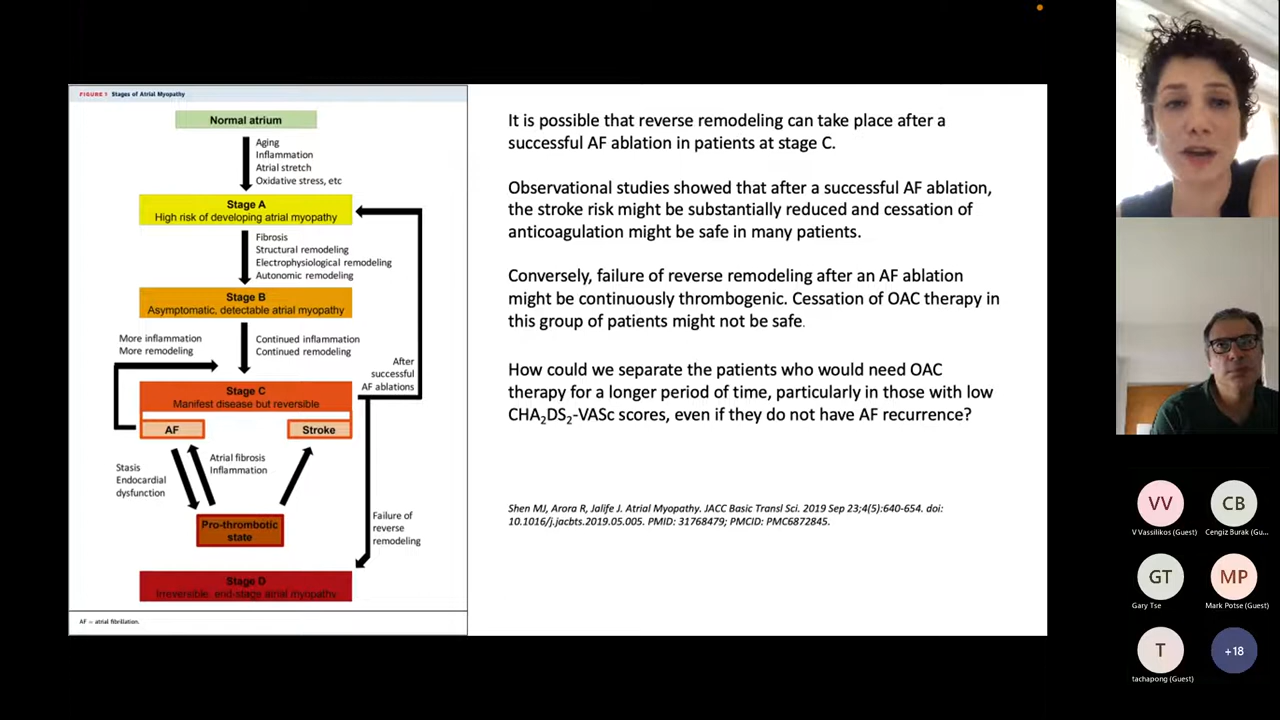 FIGURE 1 Stages of Atrial Myopathy
Normal atrium
Aging
Inflammation
Atrial stretch
Oxidative stress, etc
Stage A
High risk of developing atrial myopathy
Fibrosis
Structural remodeling
Electrophysiological remodeling
Autonomic remodeling
Stage B
Asymptomatic, detectable atrial myopathy
More inflammation
More remodeling
Continued inflammation
Continued remodeling
After
successful
AF ablations
Stage C
Manifest disease but reversible
AF
Stroke
Stasis
Endocardial
dysfunction
Atrial fibrosis
Inflammation
Pro-thrombotic
state
Failure of
reverse
remodeling
Stage D
Irreversible, end-stage atrial myopathy
AF = atrial fibrillation.
It is possible that reverse remodeling can take place after a
successful AF ablation in patients at stage C.
Observational studies showed that after a successful AF ablation,
the stroke risk might be substantially reduced and cessation of
anticoagulation might be safe in many patients.
Conversely, failure of reverse remodeling after an AF ablation
might be continuously thrombogenic. Cessation of OAC therapy in
this group of patients might not be safe.
How could we separate the patients who would need OAC
therapy for a longer period of time, particularly in those with low
CHA₂DS₂-VASc scores, even if they do not have AF recurrence?
Shen MJ, Arora R, Jalife J. Atrial Myopathy. JACC Basic Transl Sci. 2019 Sep 23;4(5):640-654. doi:
10.1016/j.jacbts.2019.05.005. PMID: 31768479; PMCID: PMC6872845.
VV
V Vassilikos (Guest)
CB
Cengiz Burak (Gu...
GT
Gary Tse
MP
Mark Potse (Guest)
T
tachapong (Guest)
+18